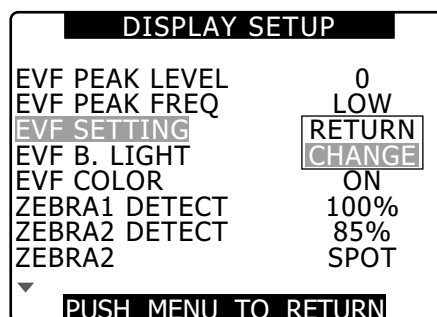 DISPLAY SETUP
EVF PEAK LEVEL 0
EVF PEAK FREQ LOW
EVF SETTING RETURN
EVF B. LIGHT CHANGE
EVF COLOR ON
ZEBRA1 DETECT 100%
ZEBRA2 DETECT 85%
ZEBRA2 SPOT
PUSH MENU TO RETURN